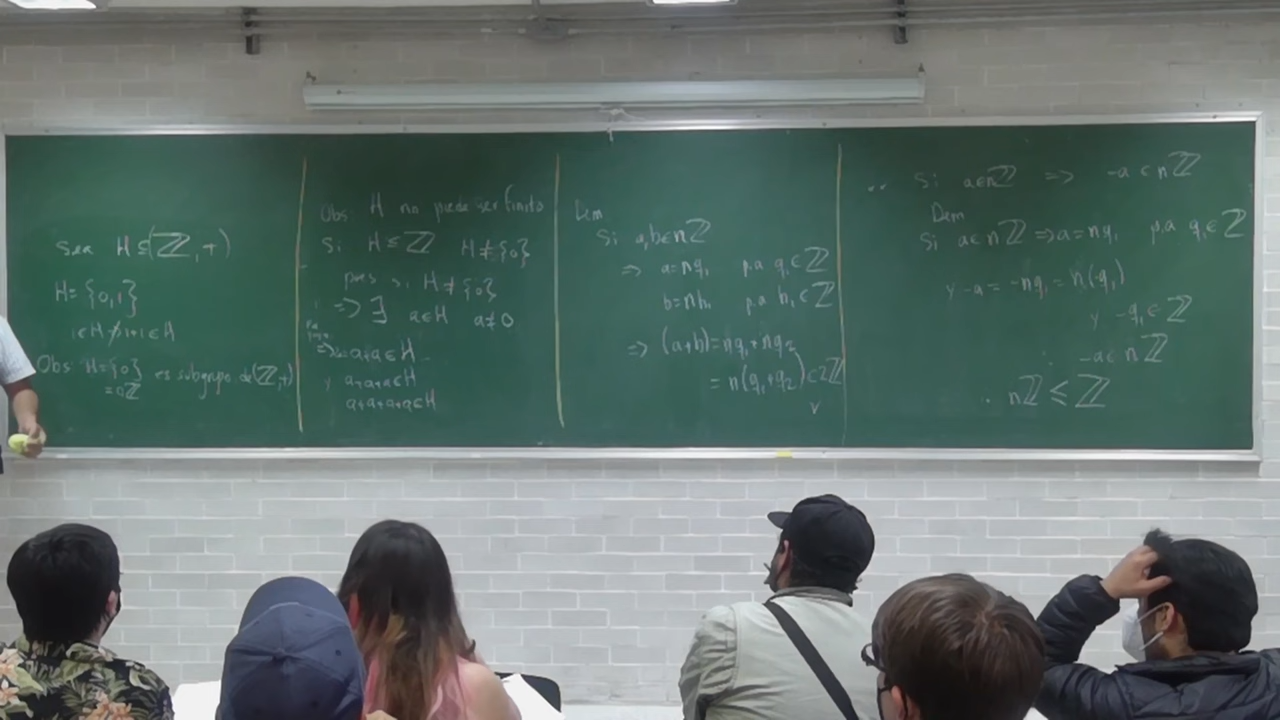 Sea H ≤ (ℤ, +)
H = {0,1}
1∈H ⇏ 1+1∈H
Obs: H={0} es subgrupo de (ℤ,+)
=0ℤ
Obs: H no puede ser finito
Si H≤ℤ H≠{0}
pues si H≠{0}
=> ∃ a∈H a≠0
=> a+a∈H
y a+a+a∈H
a+a+a+a∈H
Dem
Si a,b∈nℤ
=> a=nq₁ p.a q₁∈ℤ
b=nh₁ p.a h₁∈ℤ
=> (a+b)=nq₁+nq₂
= n(q₁+q₂)∈2ℤ
Si a∈nℤ => -a∈nℤ
Dem
Si a∈nℤ => a=nq₁ p.a q₁∈ℤ
y -a = -nq₁ = n(-q₁)
y -q₁∈ℤ
∴ -a∈nℤ
∴ nℤ ≤ ℤ